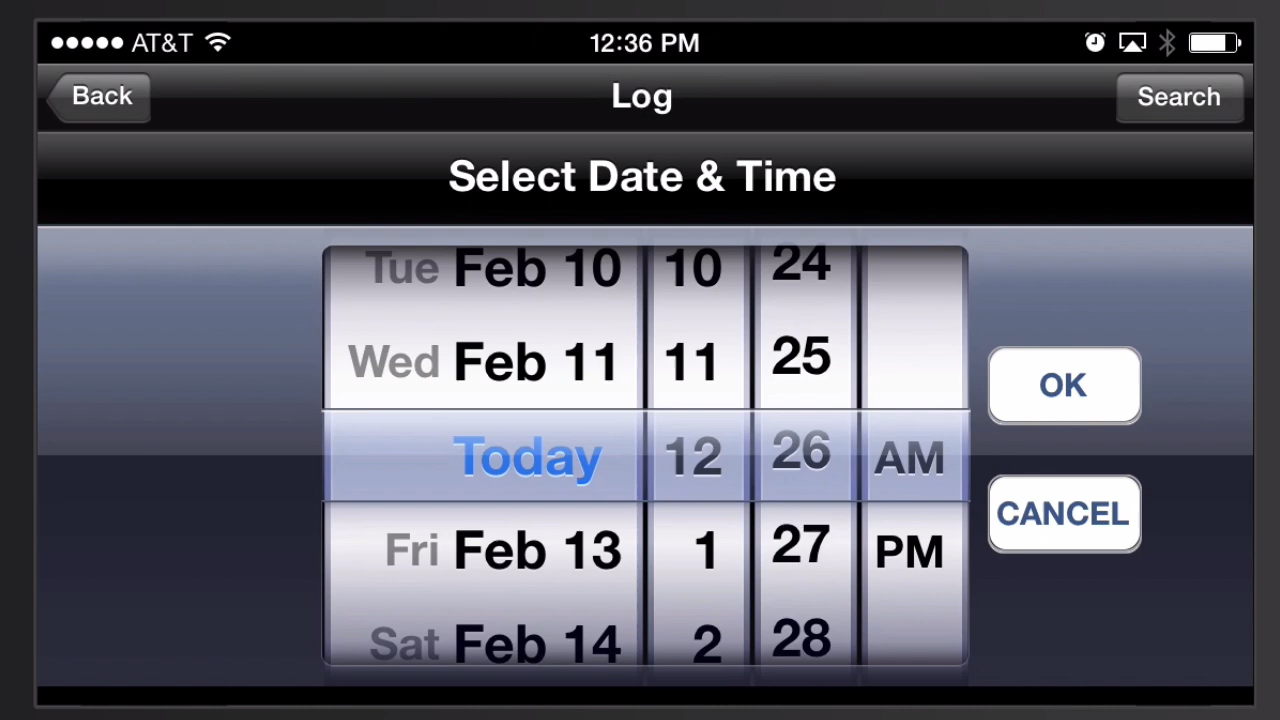 AT&T 12:36 PM
Back Log Search
Select Date & Time
Tue Feb 10 10 24
Wed Feb 11 11 25
OK
Today 12 26 AM
CANCEL
Fri Feb 13 1 27 PM
Sat Feb 14 2 28